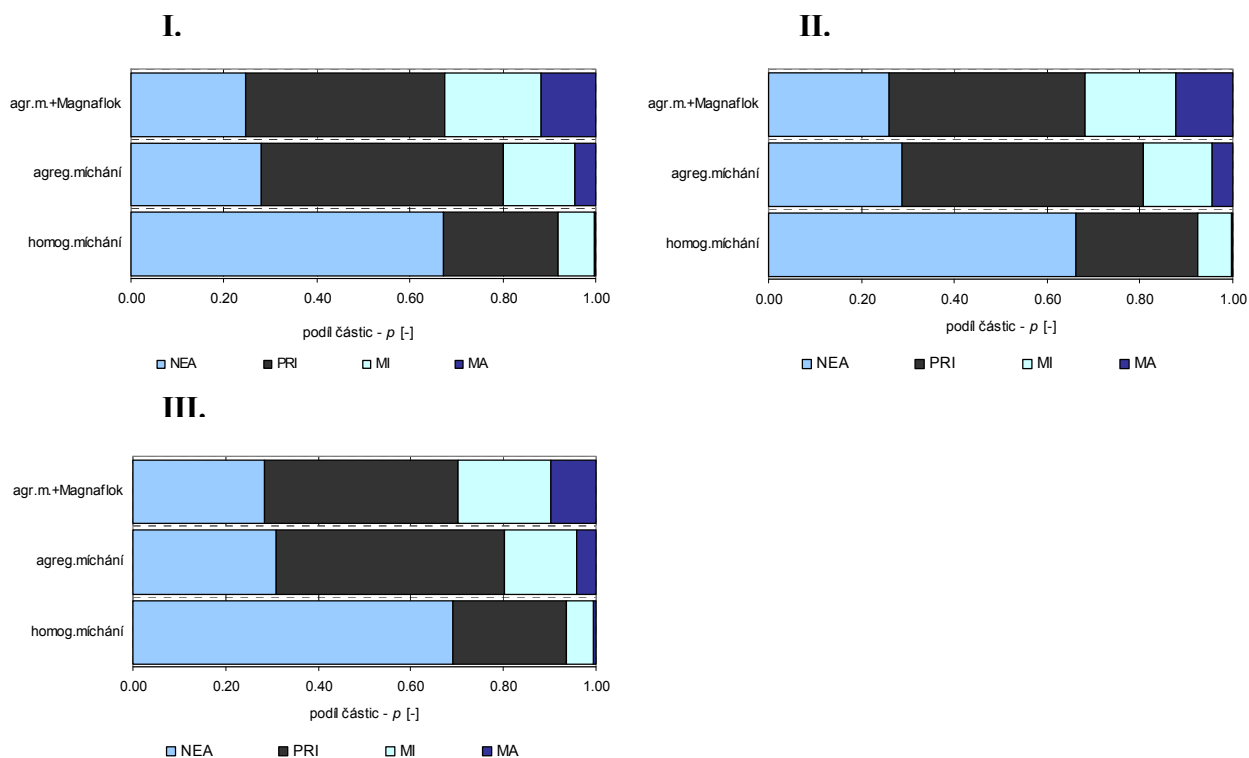 I.
agr.m.+Magnaflok
agreg.míchání
homog.míchání
0.00 0.20 0.40 0.60 0.80 1.00
podíl částic - p [-]
NEA PRI MI MA
II.
agr.m.+Magnaflok
agreg.míchání
homog.míchání
0.00 0.20 0.40 0.60 0.80 1.00
podíl částic - p [-]
NEA PRI MI MA
III.
agr.m.+Magnaflok
agreg.míchání
homog.míchání
0.00 0.20 0.40 0.60 0.80 1.00
podíl částic - p [-]
NEA PRI MI MA